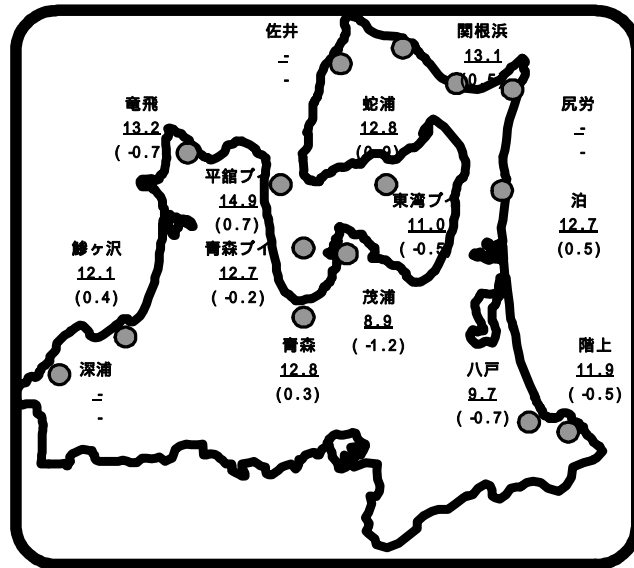 佐井
-
-
関根浜
13.1
(0.5)
竜飛
13.2
( -0.7
蛇浦
12.8
尻労
-
-
平舘ブイ
14.9
(0.7)
東湾ブイ
11.0
( -0.5
泊
12.7
(0.5)
鰺ヶ沢
12.1
(0.4)
青森ブイ
12.7
( -0.2)
茂浦
8.9
( -1.2)
深浦
-
-
青森
12.8
(0.3)
八戸
9.7
( -0.7)
階上
11.9
( -0.5)